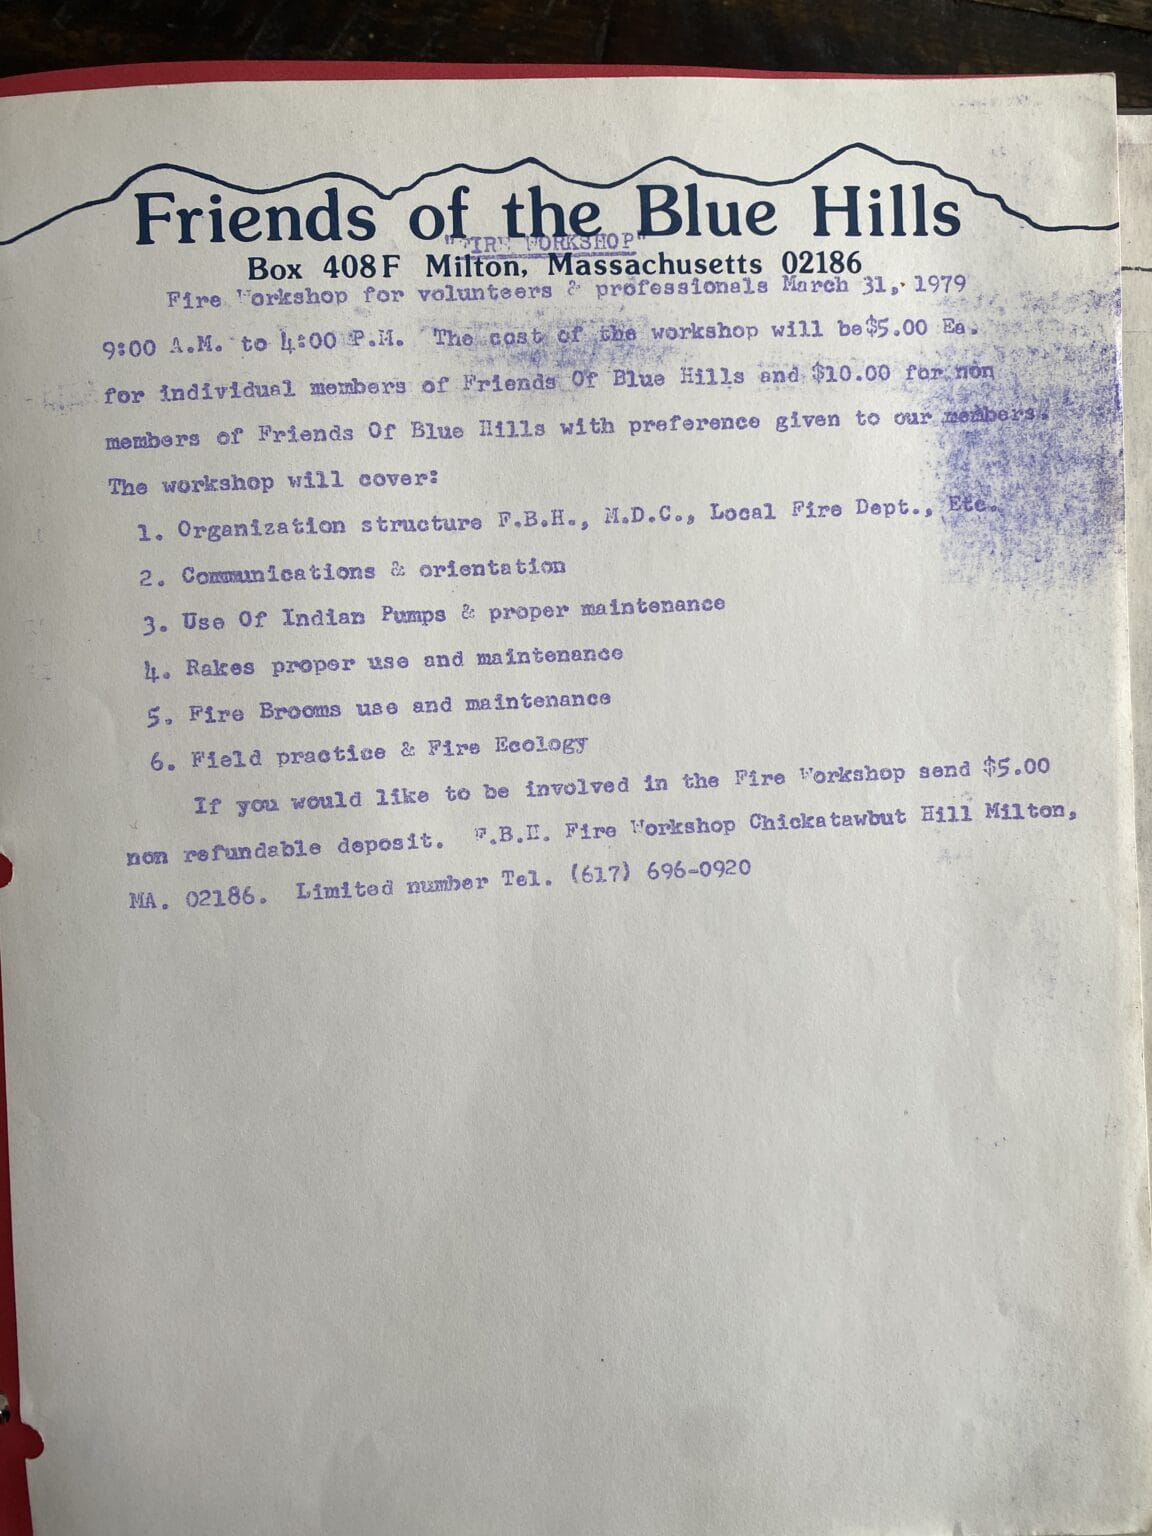 Friends of the Blue Hills
"FIRE WORKSHOP"
Box 408F Milton, Massachusetts 02186
Fire Workshop for volunteers & professionals March 31, 1979
9:00 A.M. to 4:00 P.M. The cost of the workshop will be$5.00 Ea.
for individual members of Friends Of Blue Hills and $10.00 for non
members of Friends Of Blue Hills with preference given to our members.
The workshop will cover:
1. Organization structure F.B.H., M.D.C., Local Fire Dept., Etc.
2. Communications & orientation
3. Use Of Indian Pumps & proper maintenance
4. Rakes proper use and maintenance
5. Fire Brooms use and maintenance
6. Field practice & Fire Ecology
If you would like to be involved in the Fire Workshop send $5.00
non refundable deposit. F.B.H. Fire Workshop Chickatawbut Hill Milton,
MA. 02186. Limited number Tel. (617) 696-0920